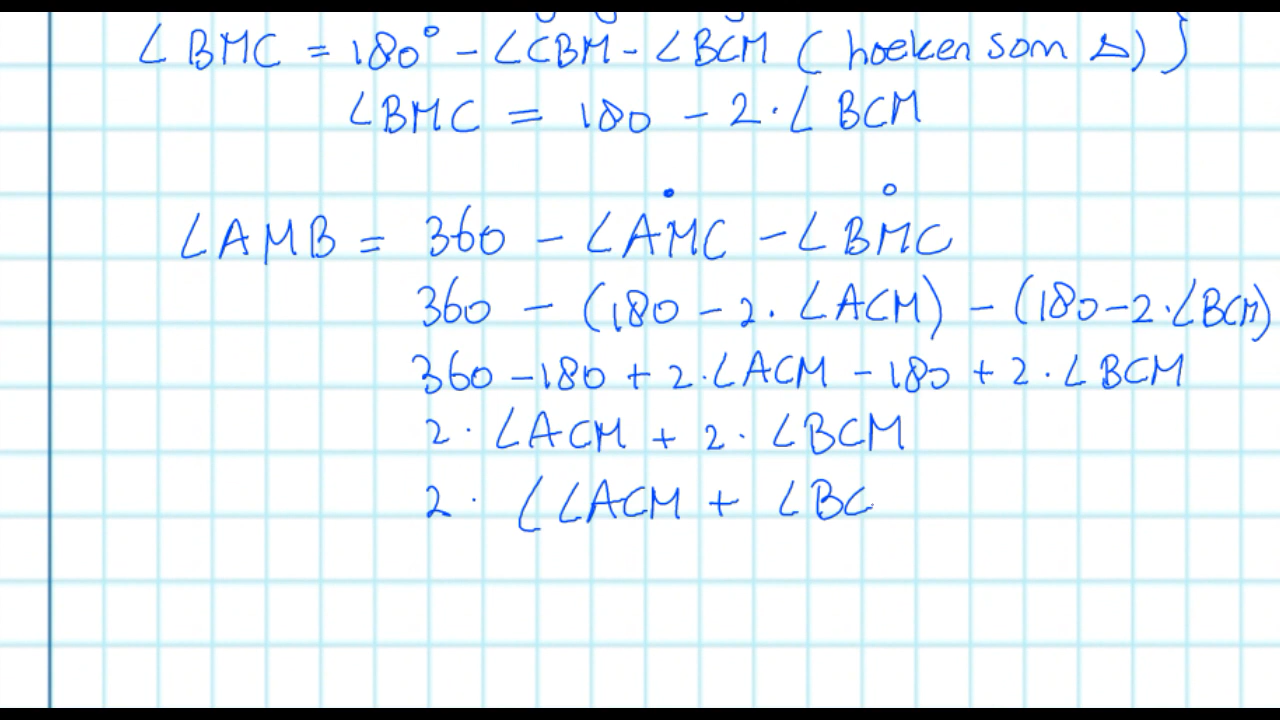 ∠BMC = 180° - ∠CBM - ∠BCM (hoekensom △) }
∠BMC = 180 - 2·∠BCM
∠AMB = 360 - ∠AMC - ∠BMC
360 - (180 - 2·∠ACM) - (180-2·∠BCM)
360 - 180 + 2·∠ACM - 180 + 2·∠BCM
2·∠ACM + 2·∠BCM
2·(∠ACM + ∠BC